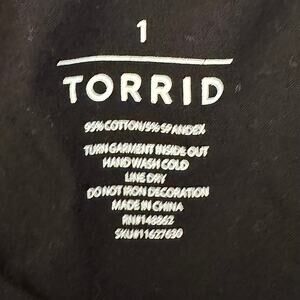 1
TORRID
95% COTTON/5% SPANDEX
TURN GARMENT INSIDE OUT
HAND WASH COLD
LINE DRY
DO NOT IRON DECORATION
MADE IN CHINA
RN#148862
SKU#11627630